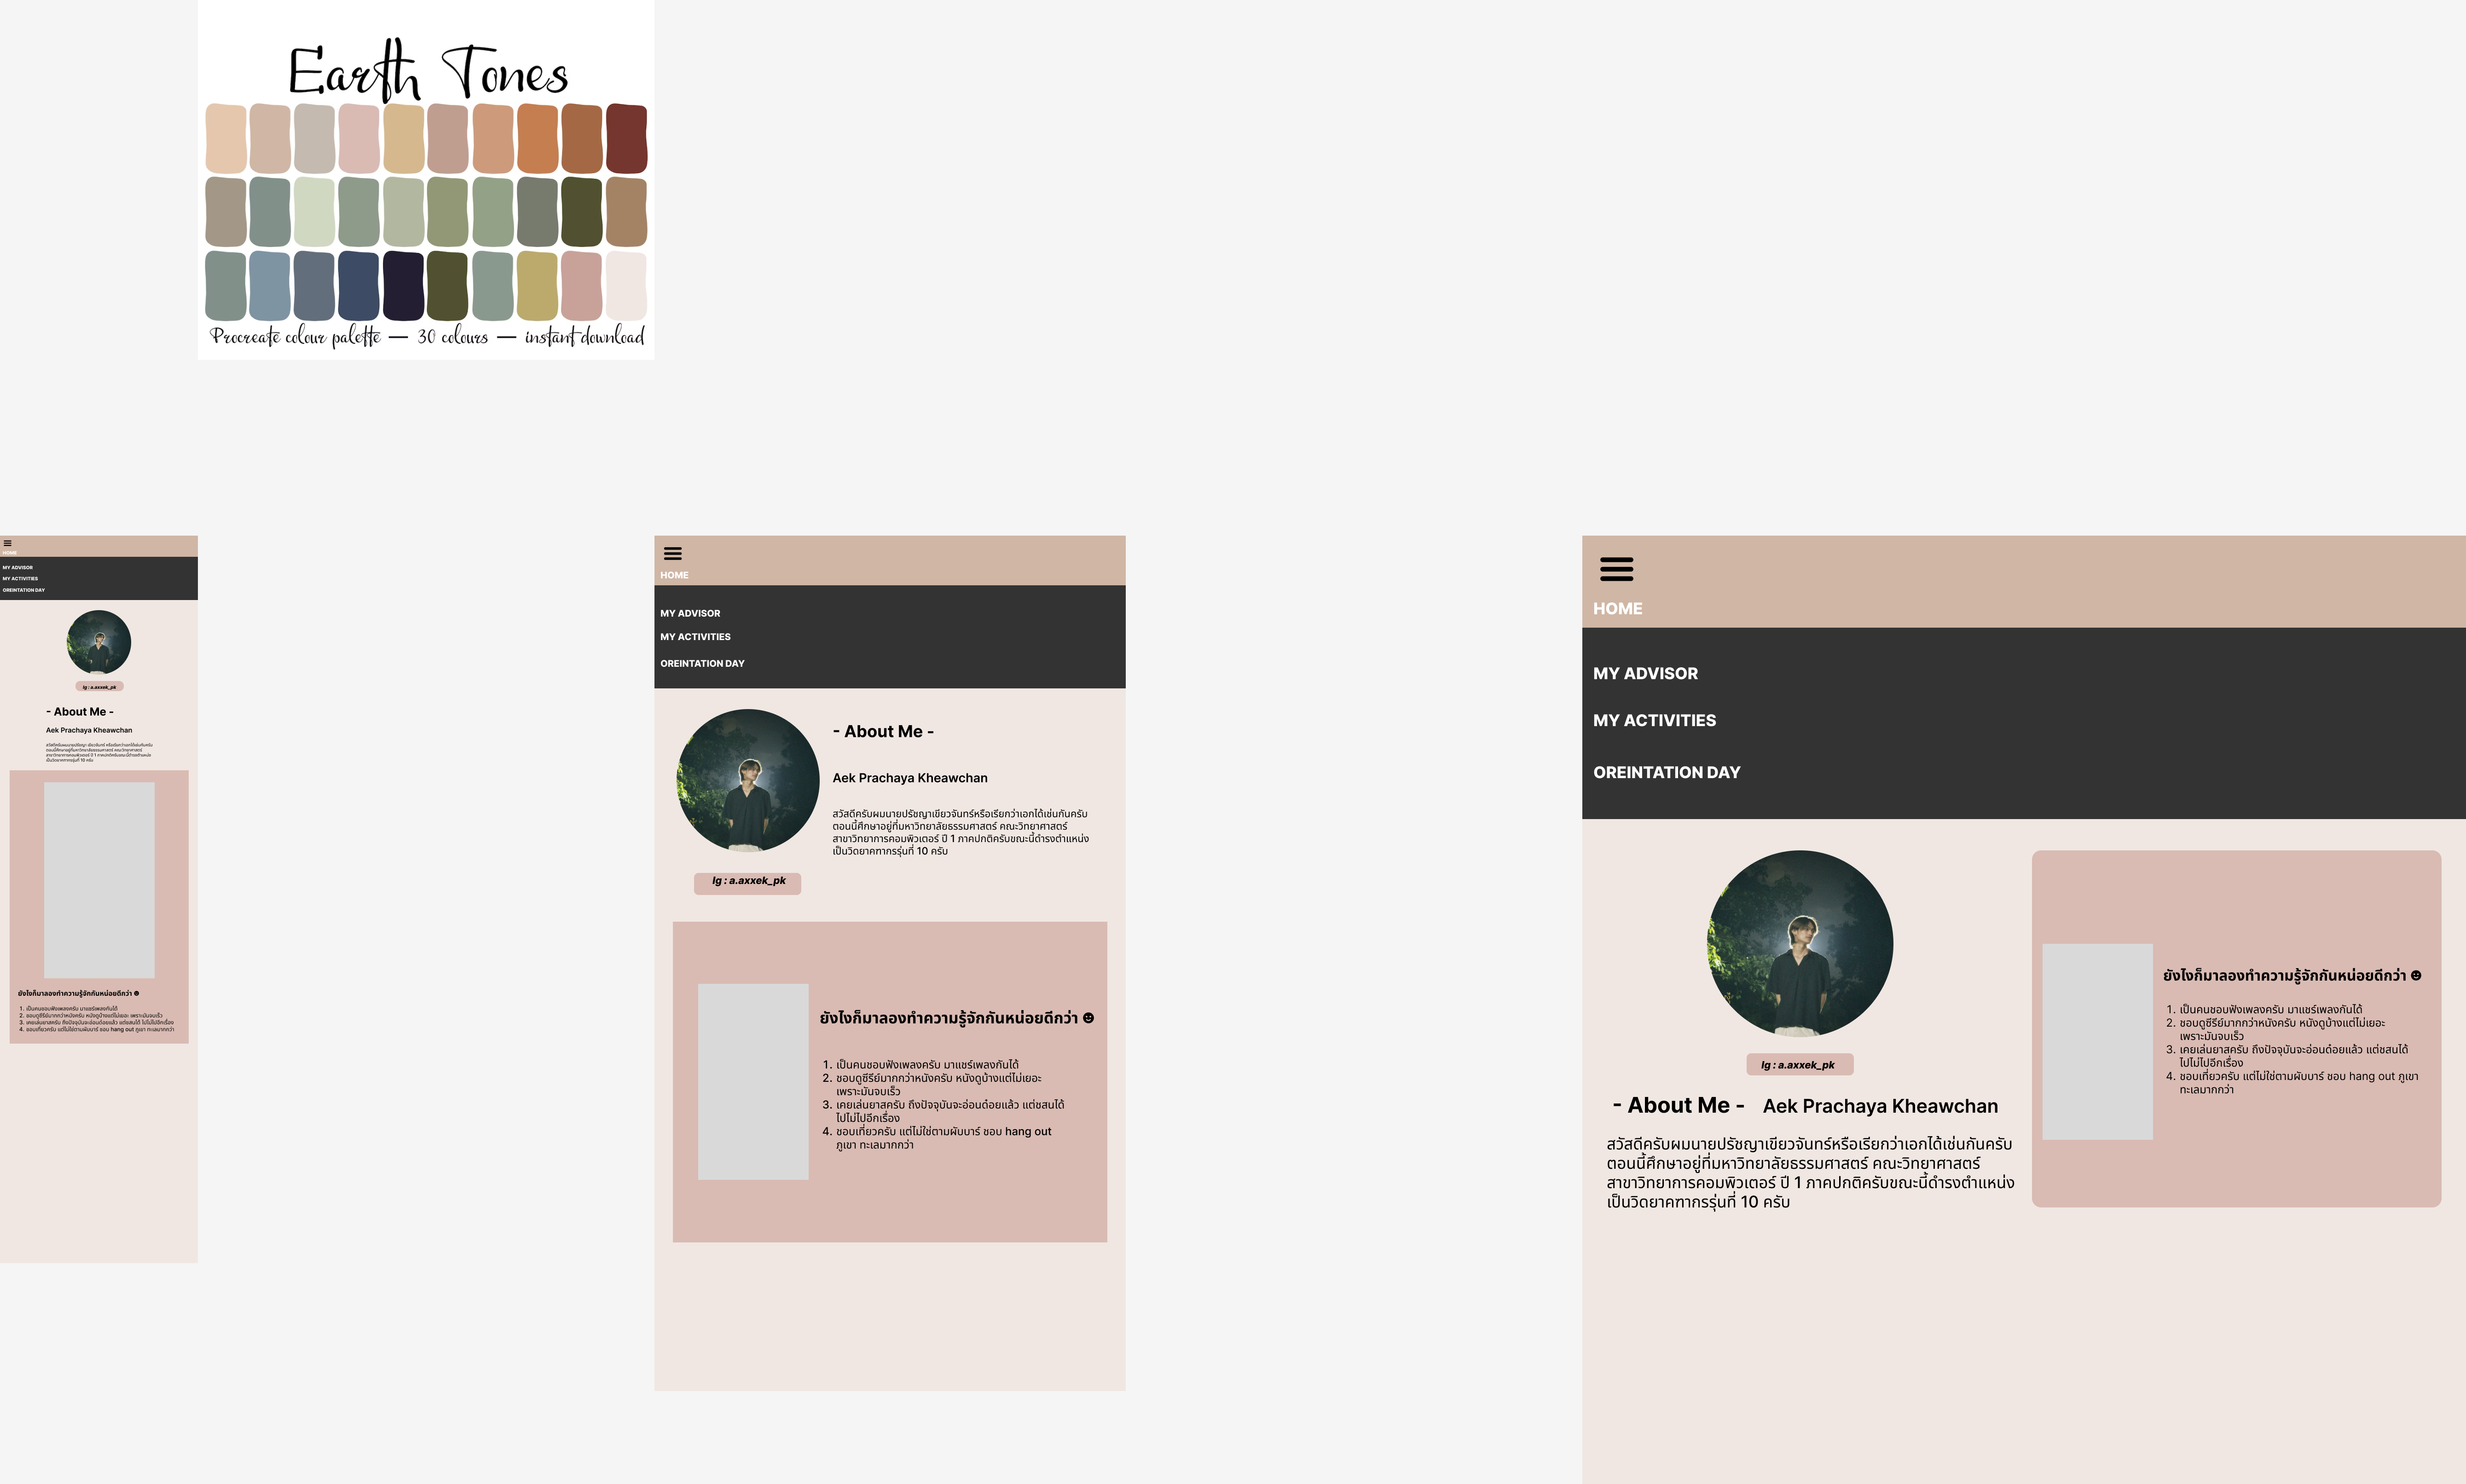 Earth Tones
Procreate colour palette — 30 colours — instant download
HOME
MY ADVISOR
MY ACTIVITIES
OREINTATION DAY
Ig : a.axxek_pk
- About Me -
Aek Prachaya Kheawchan
สวัสดีครับผมนายปรัชญา เขียวจันทร์ หรือเรียกว่าเอกได้เช่นกันครับ
ตอนนี้ศึกษาอยู่ที่มหาวิทยาลัยธรรมศาสตร์ คณะวิทยาศาสตร์
สาขาวิทยาการคอมพิวเตอร์ ปี 1 ภาคปกติครับขณะนี้ดำรงตำแหน่ง
เป็นวิดยาคฑากรรุ่นที่ 10 ครับ
ยังไงก็มาลองทำความรู้จักกันหน่อยดีกว่า ☻
1. เป็นคนชอบฟังเพลงครับ มาแชร์เพลงกันได้
2. ชอบดูซีรีย์มากกว่าหนังครับ หนังดูบ้างแต่ไม่เยอะ เพราะมันจบเร็ว
3. เคยเล่นยาสครับ ถึงปัจจุบันจะอ่อนด๋อยแล้ว แต่ชสนได้ ไปไม่ไปอีกเรื่อง
4. ชอบเที่ยวครับ แต่ไม่ใช่ตามผับบาร์ ชอบ hang out ภูเขา ทะเลมากกว่า
HOME
MY ADVISOR
MY ACTIVITIES
OREINTATION DAY
- About Me -
Aek Prachaya Kheawchan
สวัสดีครับผมนายปรัชญาเขียวจันทร์หรือเรียกว่าเอกได้เช่นกันครับ
ตอนนี้ศึกษาอยู่ที่มหาวิทยาลัยธรรมศาสตร์ คณะวิทยาศาสตร์
สาขาวิทยาการคอมพิวเตอร์ ปี 1 ภาคปกติครับขณะนี้ดำรงตำแหน่ง
เป็นวิดยาคฑากรรุ่นที่ 10 ครับ
Ig : a.axxek_pk
ยังไงก็มาลองทำความรู้จักกันหน่อยดีกว่า ☻
1. เป็นคนชอบฟังเพลงครับ มาแชร์เพลงกันได้
2. ชอบดูซีรีย์มากกว่าหนังครับ หนังดูบ้างแต่ไม่เยอะ
เพราะมันจบเร็ว
3. เคยเล่นยาสครับ ถึงปัจจุบันจะอ่อนด๋อยแล้ว แต่ชสนได้
ไปไม่ไปอีกเรื่อง
4. ชอบเที่ยวครับ แต่ไม่ใช่ตามผับบาร์ ชอบ hang out
ภูเขา ทะเลมากกว่า
HOME
MY ADVISOR
MY ACTIVITIES
OREINTATION DAY
Ig : a.axxek_pk
- About Me - Aek Prachaya Kheawchan
สวัสดีครับผมนายปรัชญาเขียวจันทร์หรือเรียกว่าเอกได้เช่นกันครับ
ตอนนี้ศึกษาอยู่ที่มหาวิทยาลัยธรรมศาสตร์ คณะวิทยาศาสตร์
สาขาวิทยาการคอมพิวเตอร์ ปี 1 ภาคปกติครับขณะนี้ดำรงตำแหน่ง
เป็นวิดยาคฑากรรุ่นที่ 10 ครับ
ยังไงก็มาลองทำความรู้จักกันหน่อยดีกว่า ☻
1. เป็นคนชอบฟังเพลงครับ มาแชร์เพลงกันได้
2. ชอบดูซีรีย์มากกว่าหนังครับ หนังดูบ้างแต่ไม่เยอะ
เพราะมันจบเร็ว
3. เคยเล่นยาสครับ ถึงปัจจุบันจะอ่อนด๋อยแล้ว แต่ชสนได้
ไปไม่ไปอีกเรื่อง
4. ชอบเที่ยวครับ แต่ไม่ใช่ตามผับบาร์ ชอบ hang out ภูเขา
ทะเลมากกว่า